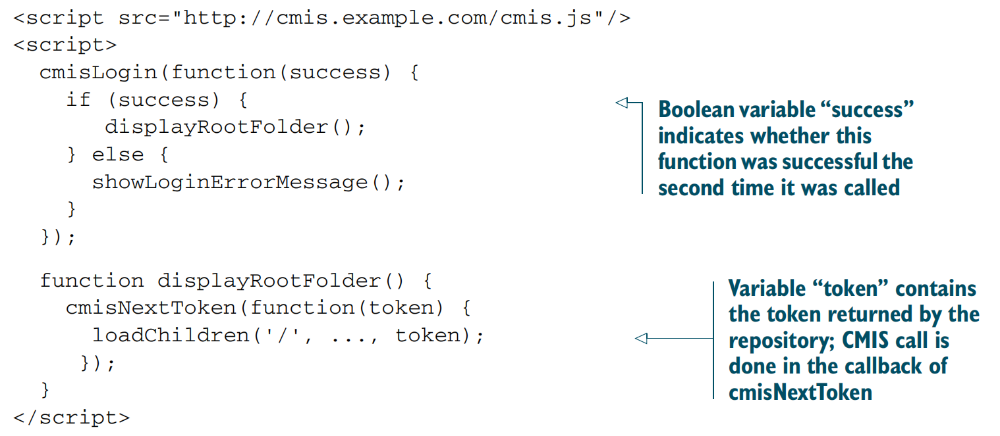 <script src="http://cmis.example.com/cmis.js"/>
<script>
  cmisLogin(function(success) {
    if (success) {
       displayRootFolder();
    } else {
      showLoginErrorMessage();
    }
  });
Boolean variable “success”
indicates whether this
function was successful the
second time it was called
  function displayRootFolder() {
    cmisNextToken(function(token) {
      loadChildren('/', ..., token);
     });
  }
</script>
Variable “token” contains
the token returned by the
repository; CMIS call is
done in the callback of
cmisNextToken